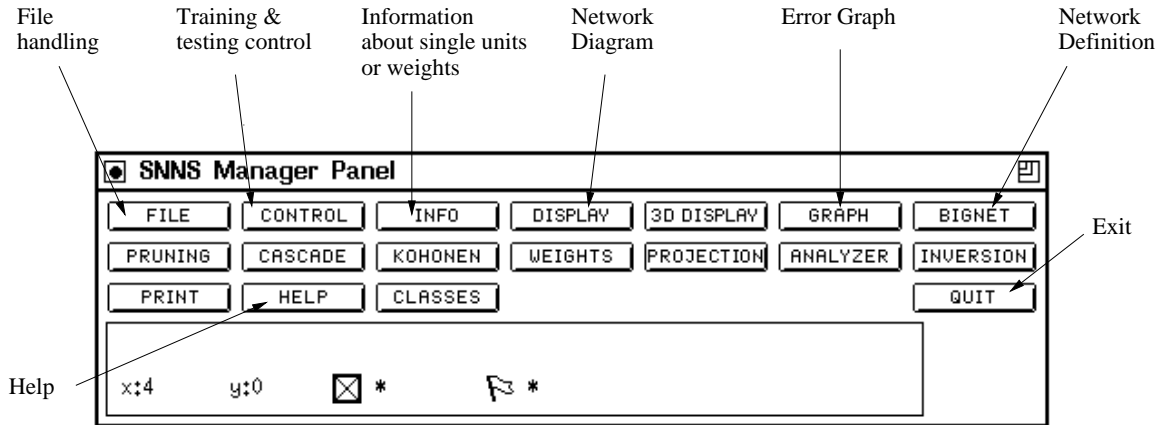 File
handling
Training &
testing control
Information
about single units
or weights
Network
Diagram
Error Graph
Network
Definition
SNNS Manager Panel
FILE CONTROL INFO DISPLAY 3D DISPLAY GRAPH BIGNET
Exit
PRUNING CASCADE KOHONEN WEIGHTS PROJECTION ANALYZER INVERSION
PRINT HELP CLASSES QUIT
Help
x:4 y:0 * *